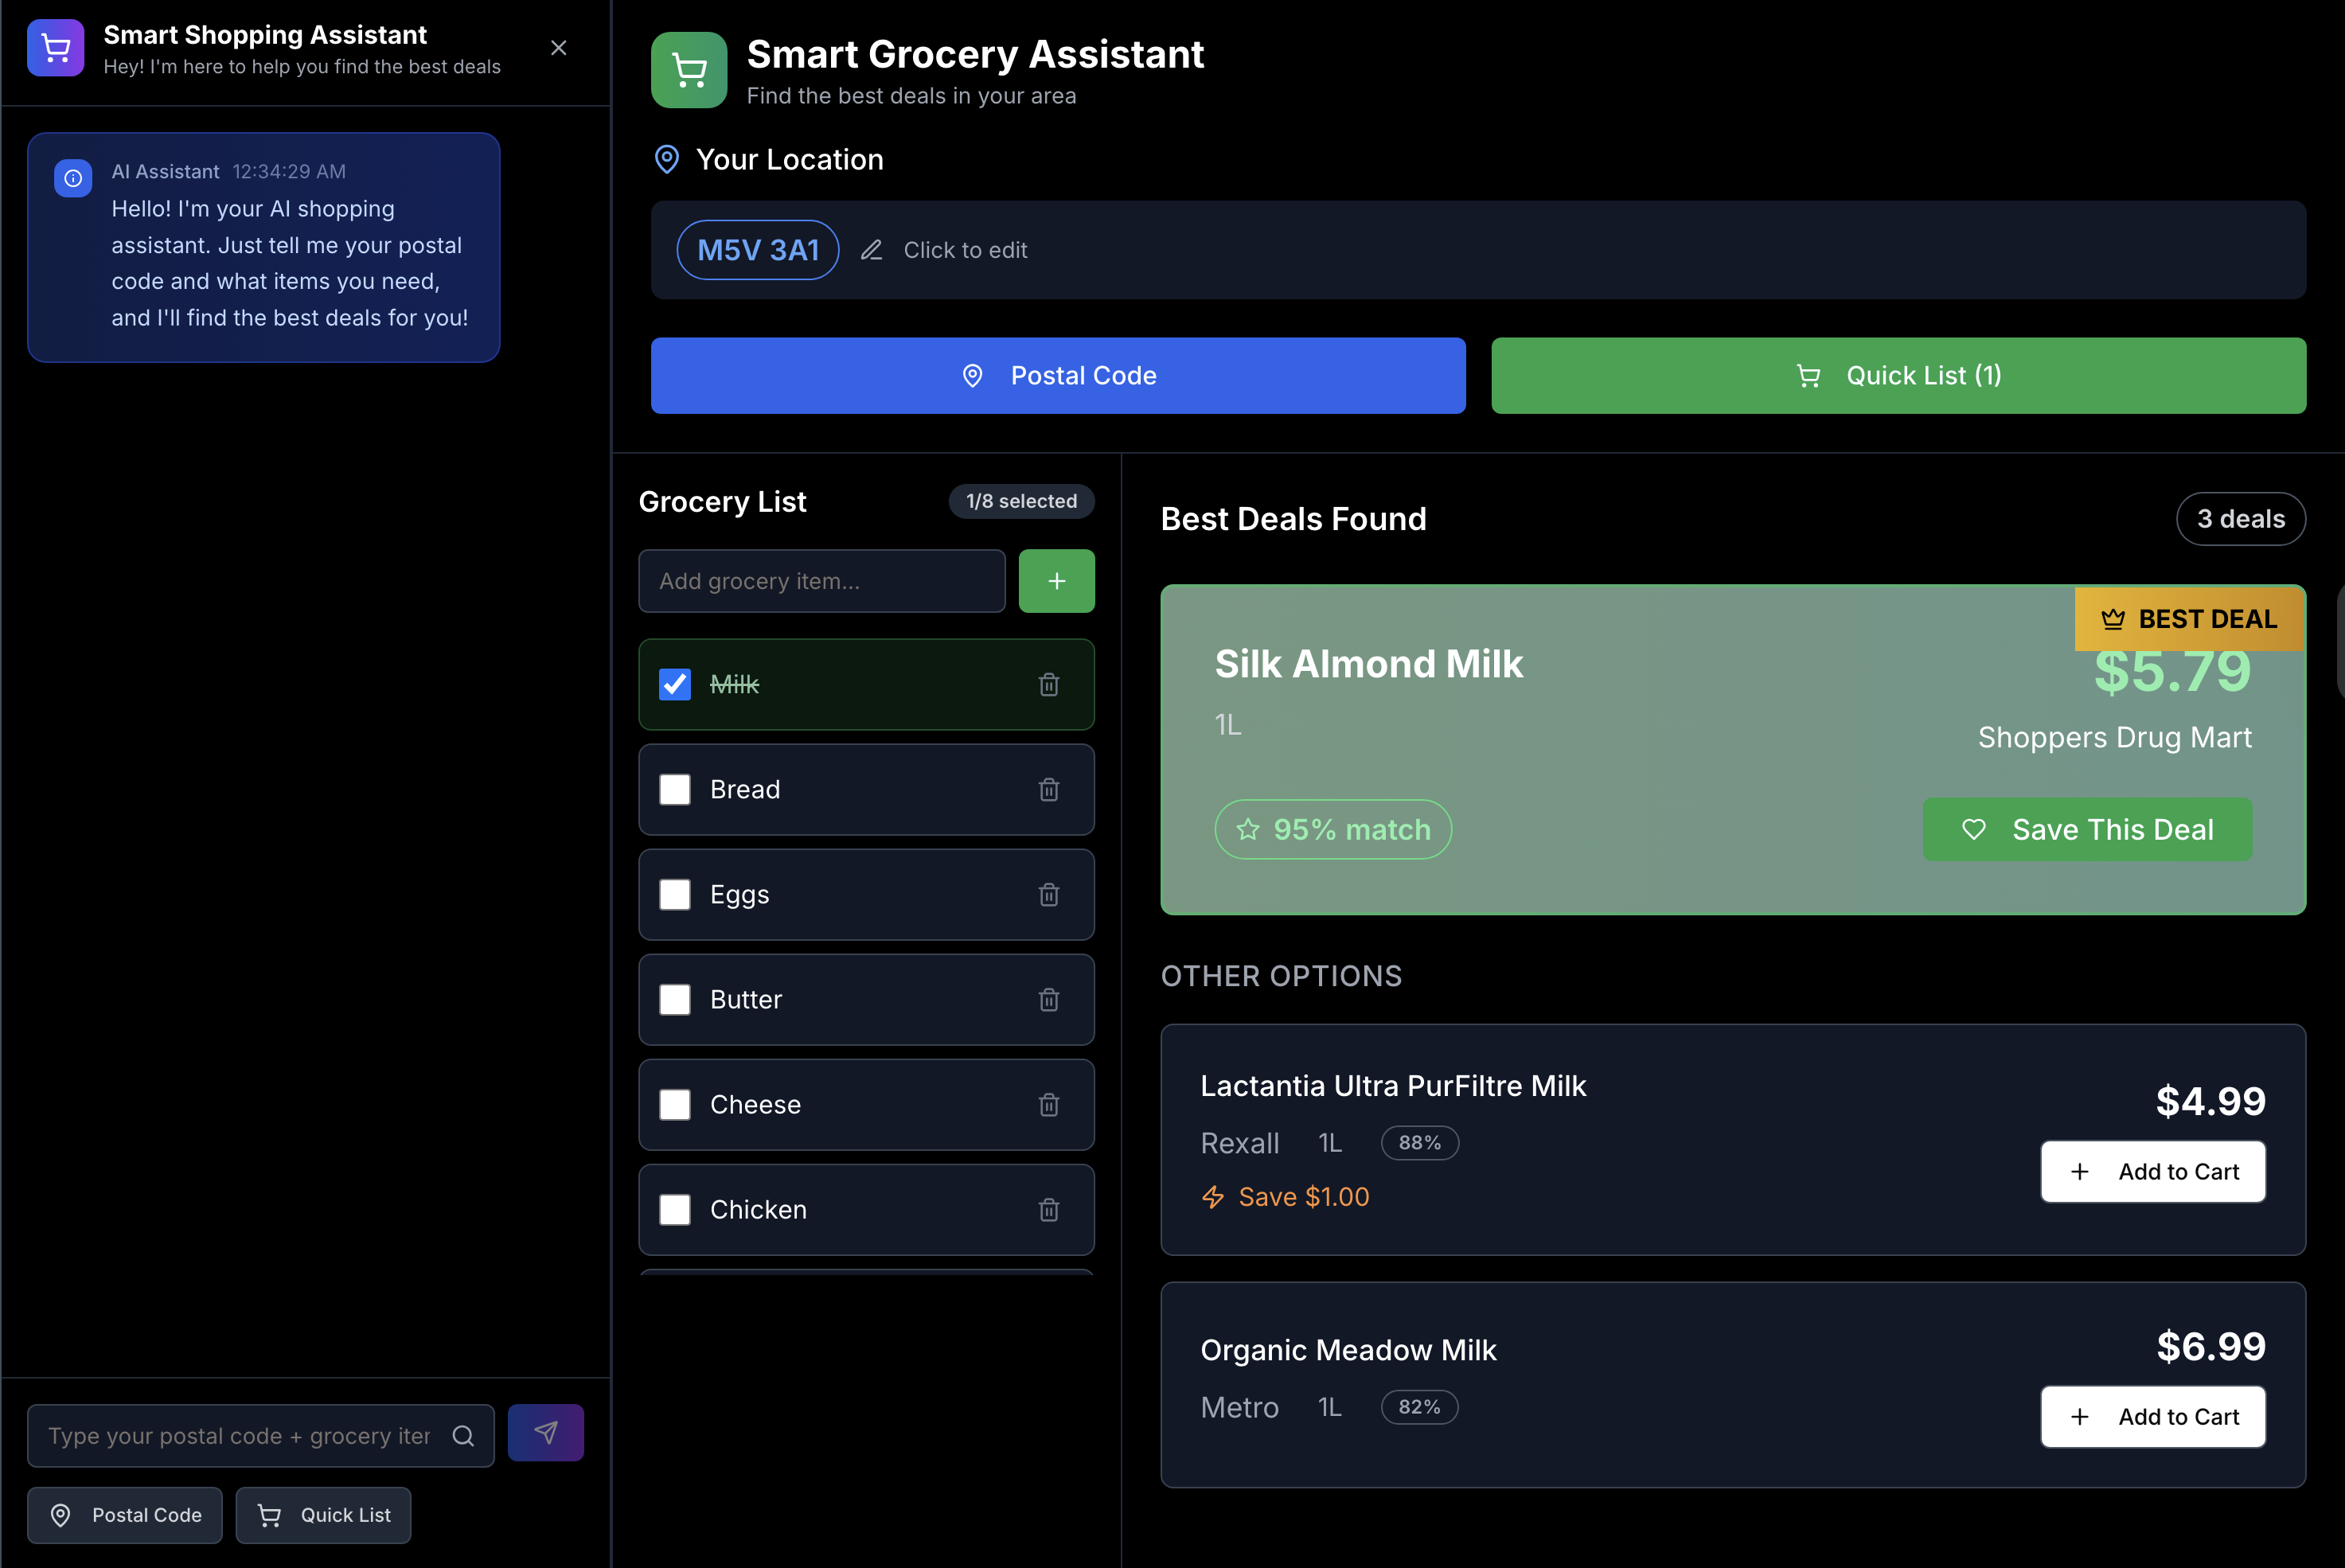 Smart Shopping Assistant
Hey! I'm here to help you find the best deals
AI Assistant 12:34:29 AM
Hello! I'm your AI shopping
assistant. Just tell me your postal
code and what items you need,
and I'll find the best deals for you!
Type your postal code + grocery iter
Postal Code
Quick List
Smart Grocery Assistant
Find the best deals in your area
Your Location
M5V 3A1 Click to edit
Postal Code
Quick List (1)
Grocery List
1/8 selected
Add grocery item...
Milk
Bread
Eggs
Butter
Cheese
Chicken
Best Deals Found
3 deals
BEST DEAL
Silk Almond Milk
$5.79
1L
Shoppers Drug Mart
95% match
Save This Deal
OTHER OPTIONS
Lactantia Ultra PurFiltre Milk
$4.99
Rexall 1L 88%
Add to Cart
Save $1.00
Organic Meadow Milk
$6.99
Metro 1L 82%
Add to Cart